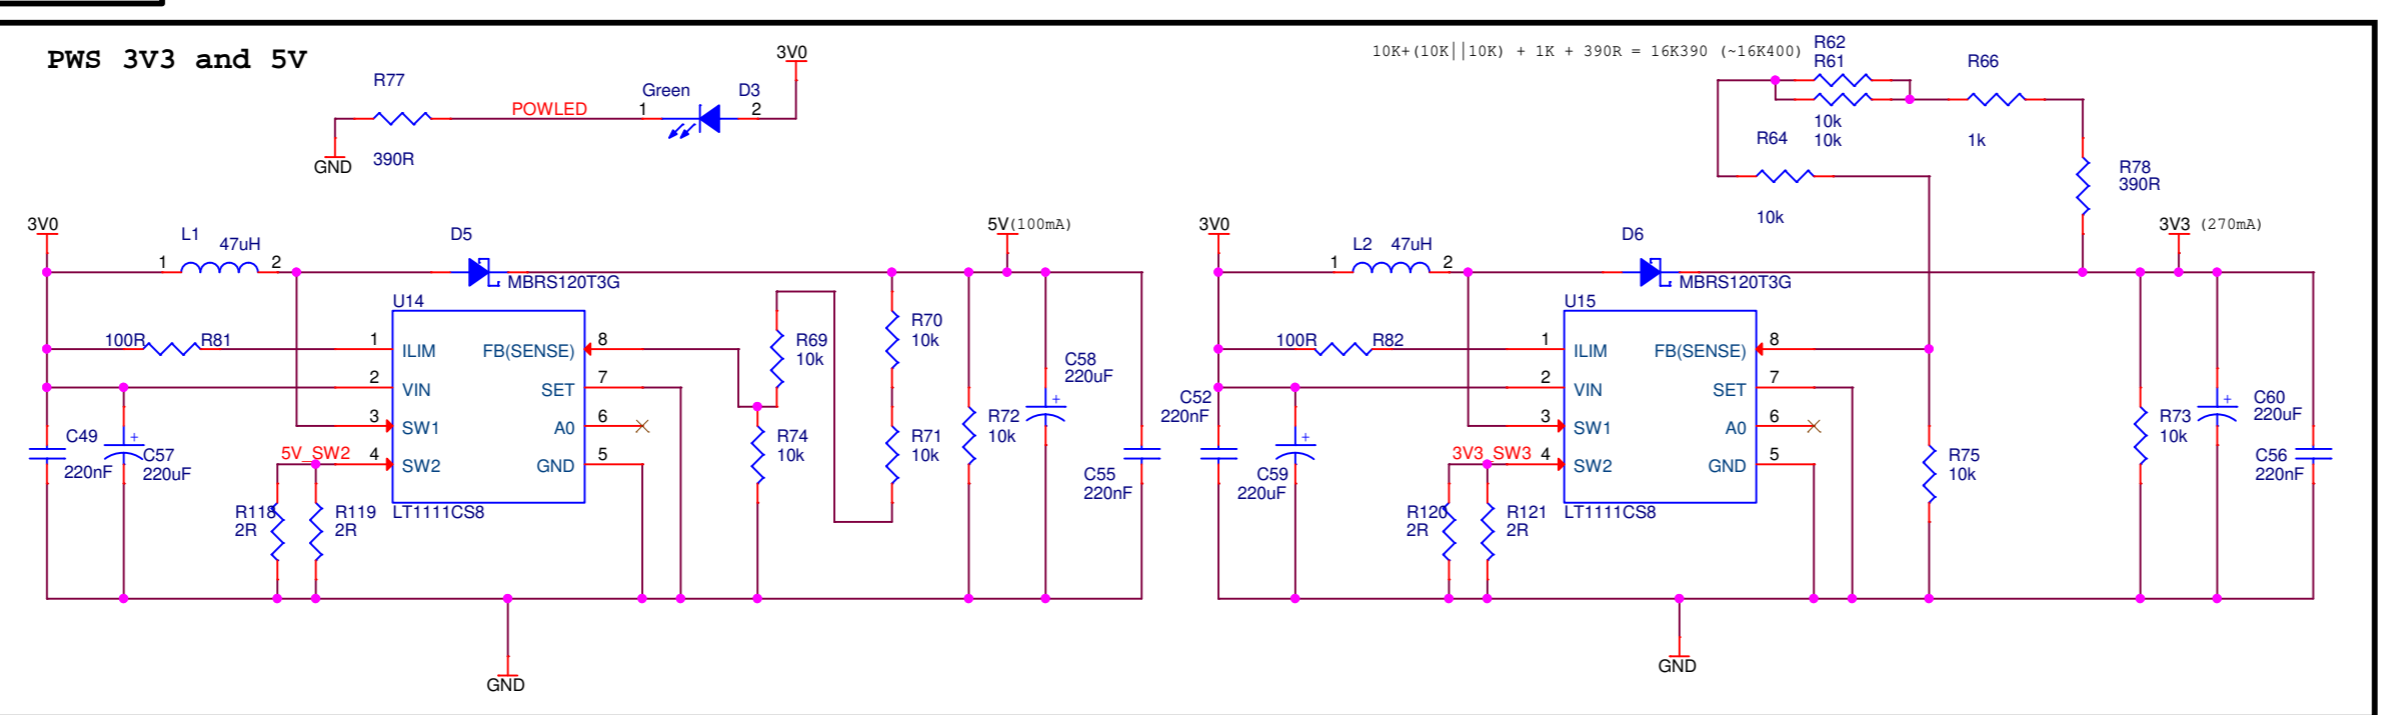 PWS 3V3 and 5V
R77
390R
GND
POWLED
Green
1
D3
2
3V0
10K+(10K||10K) + 1K + 390R = 16K390 (~16K400)
R62
R61
10k
10k
R66
1k
R64
10k
R78
390R
3V0
L1
47uH
1
2
D5
MBRS120T3G
5V(100mA)
U14
100R
R81
1
ILIM
2
VIN
3
SW1
4
SW2
FB(SENSE)
8
SET
7
A0
6
GND
5
LT1111CS8
C49
220nF
C57
220uF
+
5V_SW2
R118
2R
R119
2R
R69
10k
R74
10k
R70
10k
R71
10k
R72
10k
C58
220uF
+
C55
220nF
GND
3V0
L2
47uH
1
2
D6
MBRS120T3G
3V3 (270mA)
U15
100R
R82
1
ILIM
2
VIN
3
SW1
4
SW2
FB(SENSE)
8
SET
7
A0
6
GND
5
LT1111CS8
C52
220nF
C59
220uF
+
3V3_SW3
R120
2R
R121
2R
R75
10k
R73
10k
C60
220uF
+
C56
220nF
GND